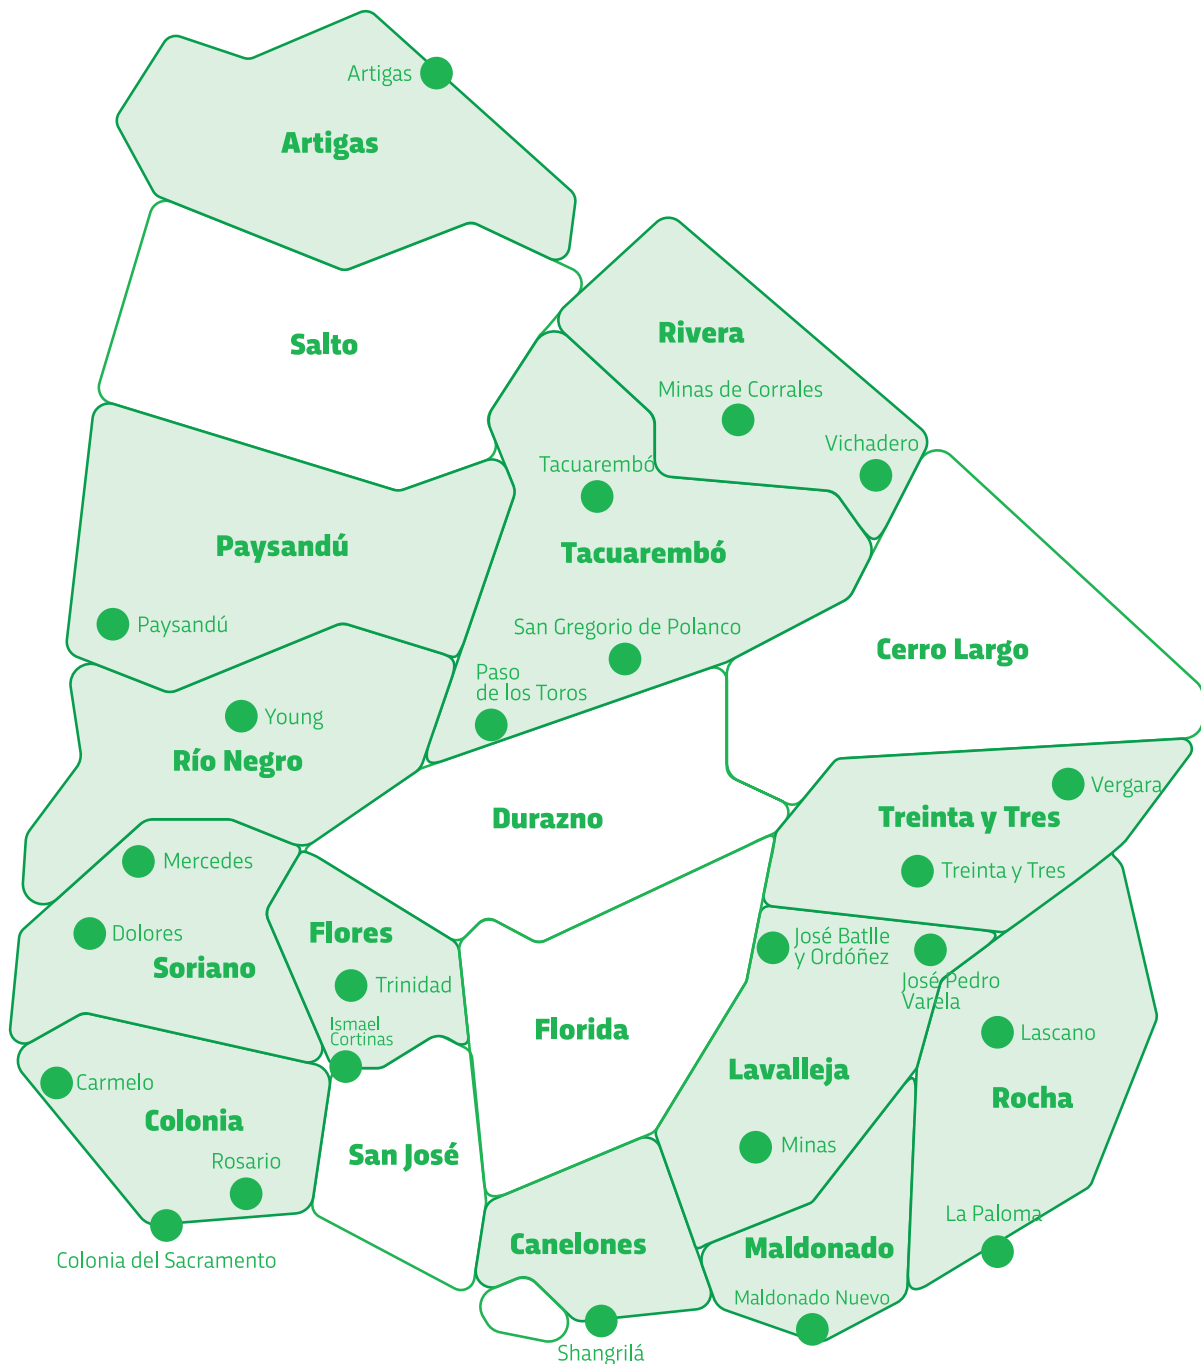 Artigas
Artigas
Rivera
Salto
Minas de Corrales
Vichadero
Tacuarembó
Paysandú
Tacuarembó
Paysandú
San Gregorio de Polanco
Cerro Largo
Paso
de los Toros
Young
Río Negro
Vergara
Durazno
Treinta y Tres
Mercedes
Treinta y Tres
Dolores
Flores
José Batlle
y Ordóñez
Soriano
Trinidad
José Pedro
Varela
Ismael
Cortinas
Florida
Lascano
Lavalleja
Carmelo
Rocha
Colonia
Minas
San José
Rosario
La Paloma
Canelones
Maldonado
Colonia del Sacramento
Maldonado Nuevo
Shangrilá